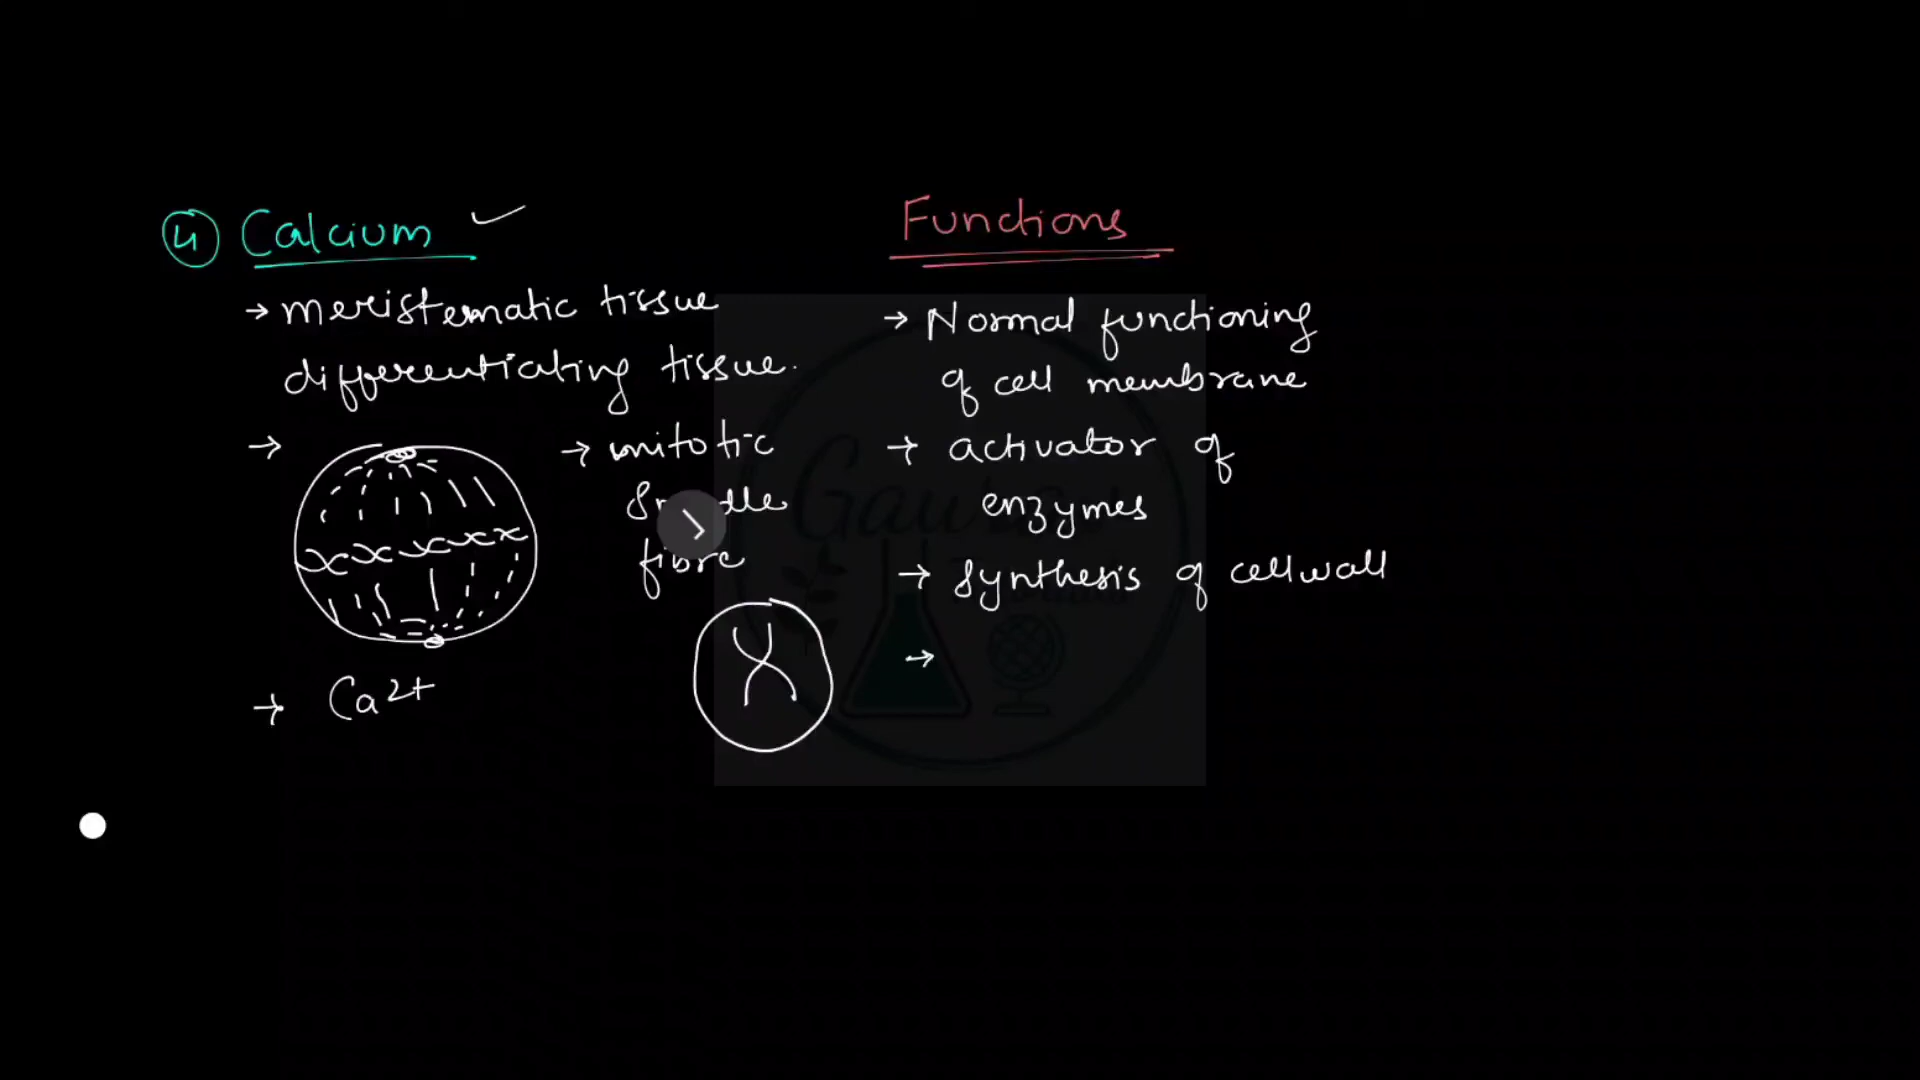 4 Calcium
→ meristematic tissue
differentiating tissue.
→
→ mitotic
fibre
→ Ca2+
Functions
→ Normal functioning
of cell membrane
→ activator of
enzymes
→ synthesis of cellwall
→